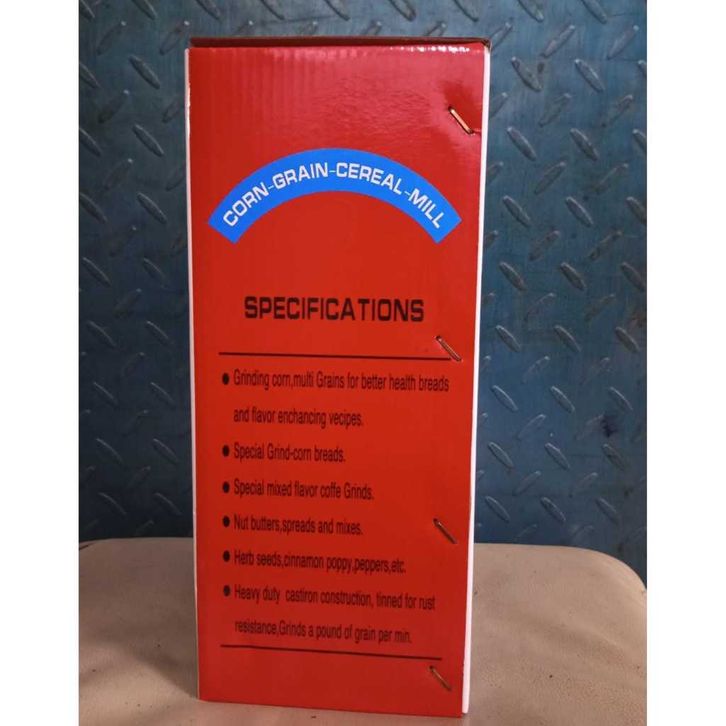 CORN-GRAIN-CEREAL-MILL
SPECIFICATIONS
● Grinding corn,multi Grains for better health breads
and flavor enchancing vecipes.
● Special Grind-corn breads.
● Special mixed flavor coffe Grinds.
● Nut butters,spreads and mixes.
● Herb seeds,cinnamon poppy,peppers,etc.
● Heavy duty castiron construction, tinned for rust
resistance,Grinds a pound of grain per min.